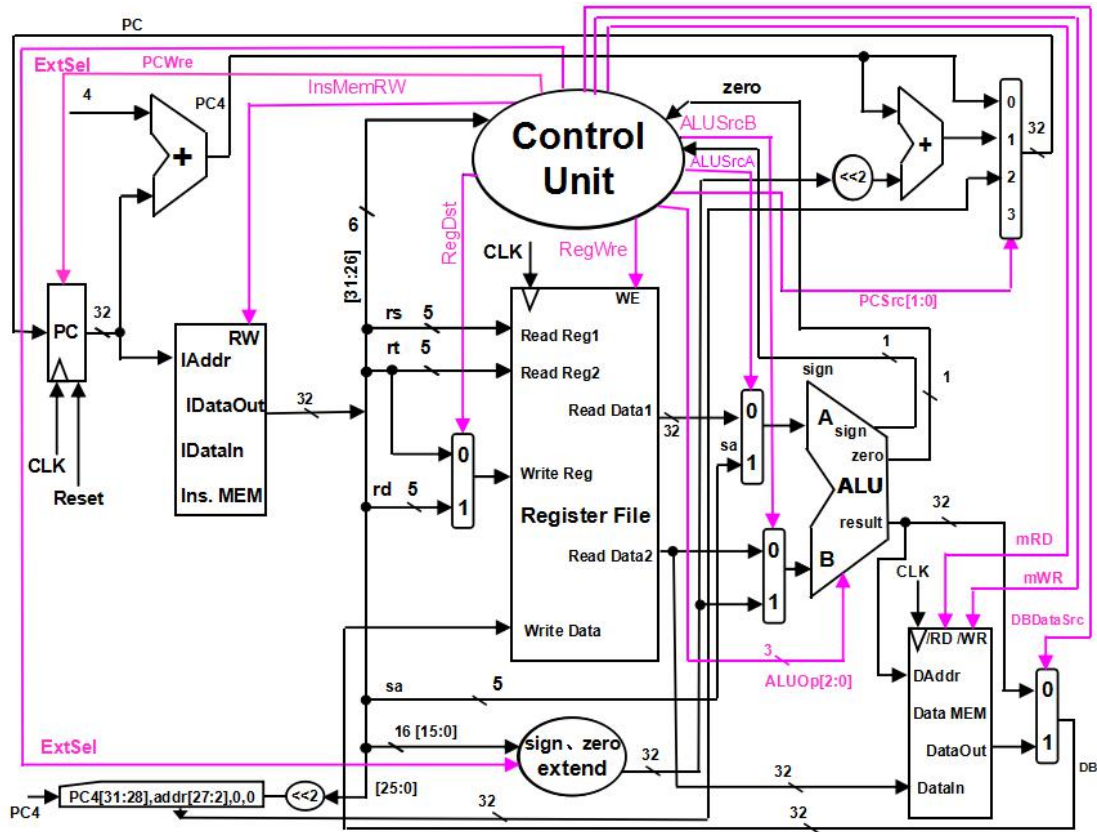 PC
ExtSel
PCWre
InsMemRW
zero
4
PC4
+
Control
Unit
ALUSrcB
ALUSrcA
<<2
+
0
1
2
3
32
6
[31:26]
RegDst
CLK
RegWre
PCSrc[1:0]
PC
32
RW
IAddr
IDataOut
IDataIn
Ins. MEM
32
CLK
Reset
rs 5
rt 5
rd 5
0
1
WE
Read Reg1
Read Reg2
Read Data1
Write Reg
Register File
Read Data2
Write Data
32
sa
0
1
0
1
sign
1
1
A
sign
zero
ALU
result
B
32
3
ALUOp[2:0]
CLK
mRD
mWR
DBDataSrc
/RD /WR
DAddr
Data MEM
DataOut
DataIn
0
1
DB
sa 5
16 [15:0]
ExtSel
sign、zero
extend
32
32
[25:0]
PC4
PC4[31:28],addr[27:2],0,0
<<2
32
32